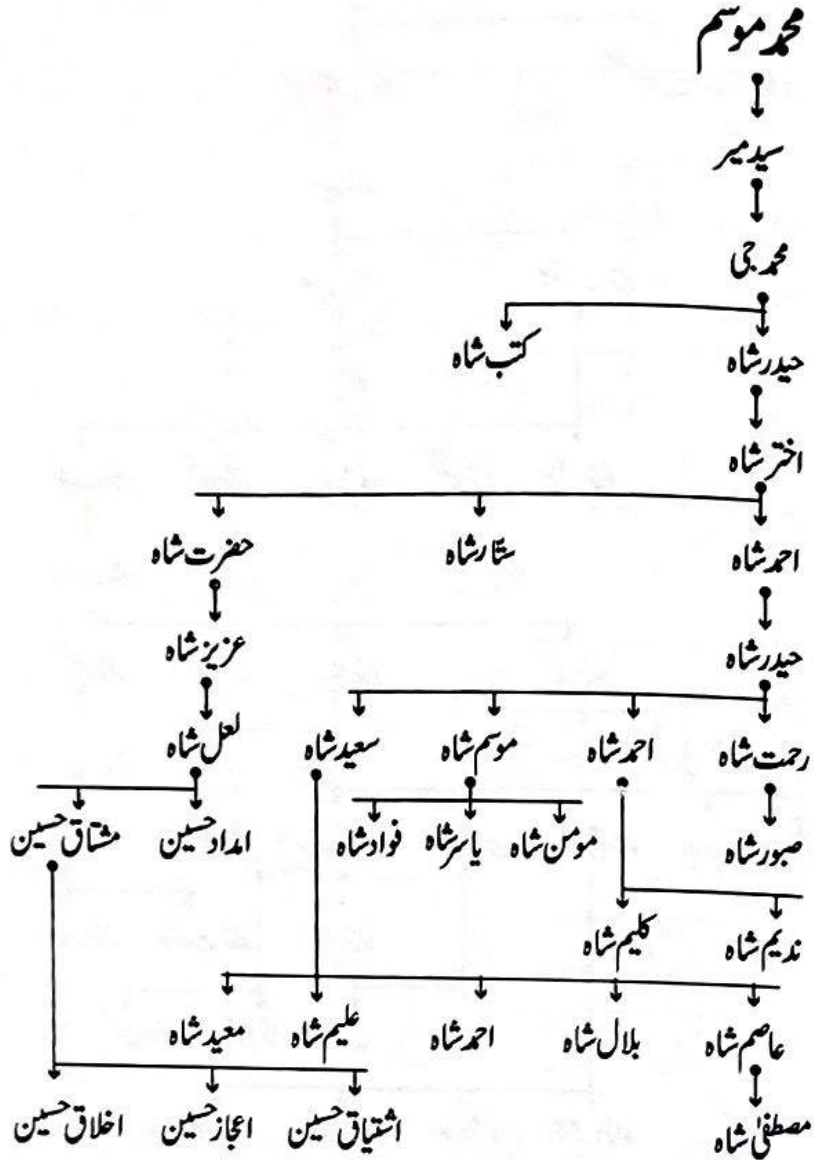 محمد موسم
سید میر
محمد جی
حیدر شاہ کتب شاہ
اختر شاہ
احمد شاہ ستار شاہ حضرت شاہ
حیدر شاہ عزیز شاہ
رحمت شاہ احمد شاہ موسم شاہ سعید شاہ لعل شاہ
صبور شاہ مومن شاہ یاسر شاہ فواد شاہ امداد حسین مشتاق حسین
ندیم شاہ کلیم شاہ
عاصم شاہ بلال شاہ احمد شاہ علیم شاہ معید شاہ
مصطفیٰ شاہ اشتیاق حسین اعجاز حسین اخلاق حسین